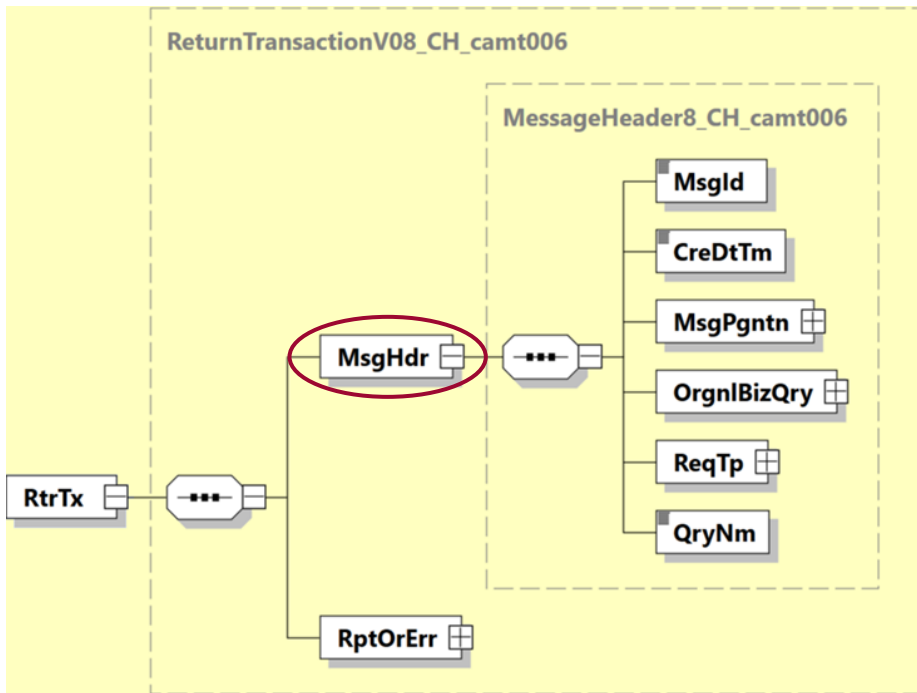 ReturnTransactionV08_CH_camt006
MessageHeader8_CH_camt006
MsgId
CreDtTm
MsgPgntn
MsgHdr
OrgnlBizQry
ReqTp
RtrTx
QryNm
RptOrErr